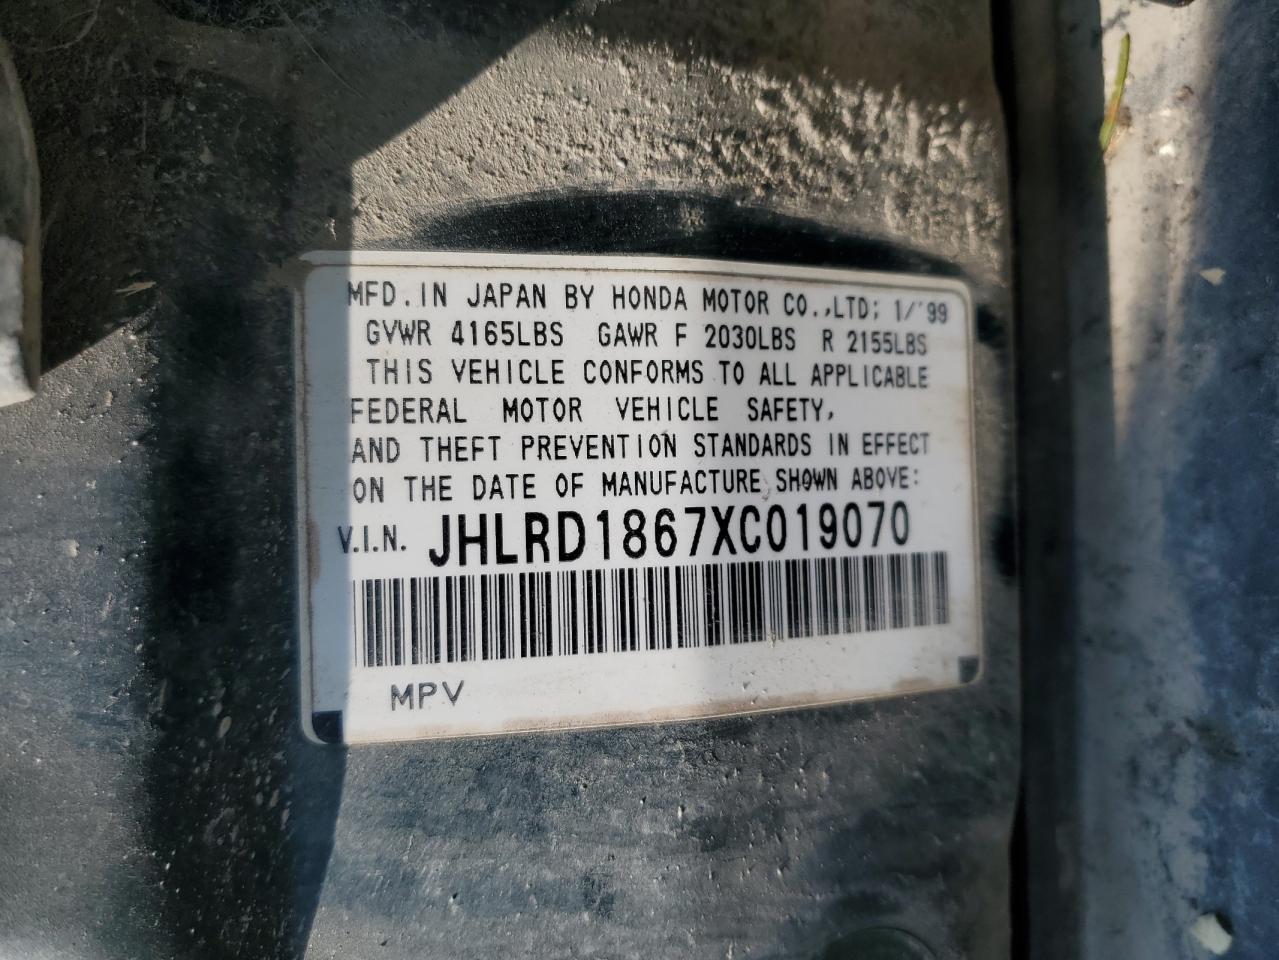 MFD. IN JAPAN BY HONDA MOTOR CO.,LTD; 1/'99
GVWR 4165LBS GAWR F 2030LBS R 2155LBS
THIS VEHICLE CONFORMS TO ALL APPLICABLE
FEDERAL MOTOR VEHICLE SAFETY,
AND THEFT PREVENTION STANDARDS IN EFFECT
ON THE DATE OF MANUFACTURE SHOWN ABOVE:
V.I.N. JHLRD1867XC019070
MPV